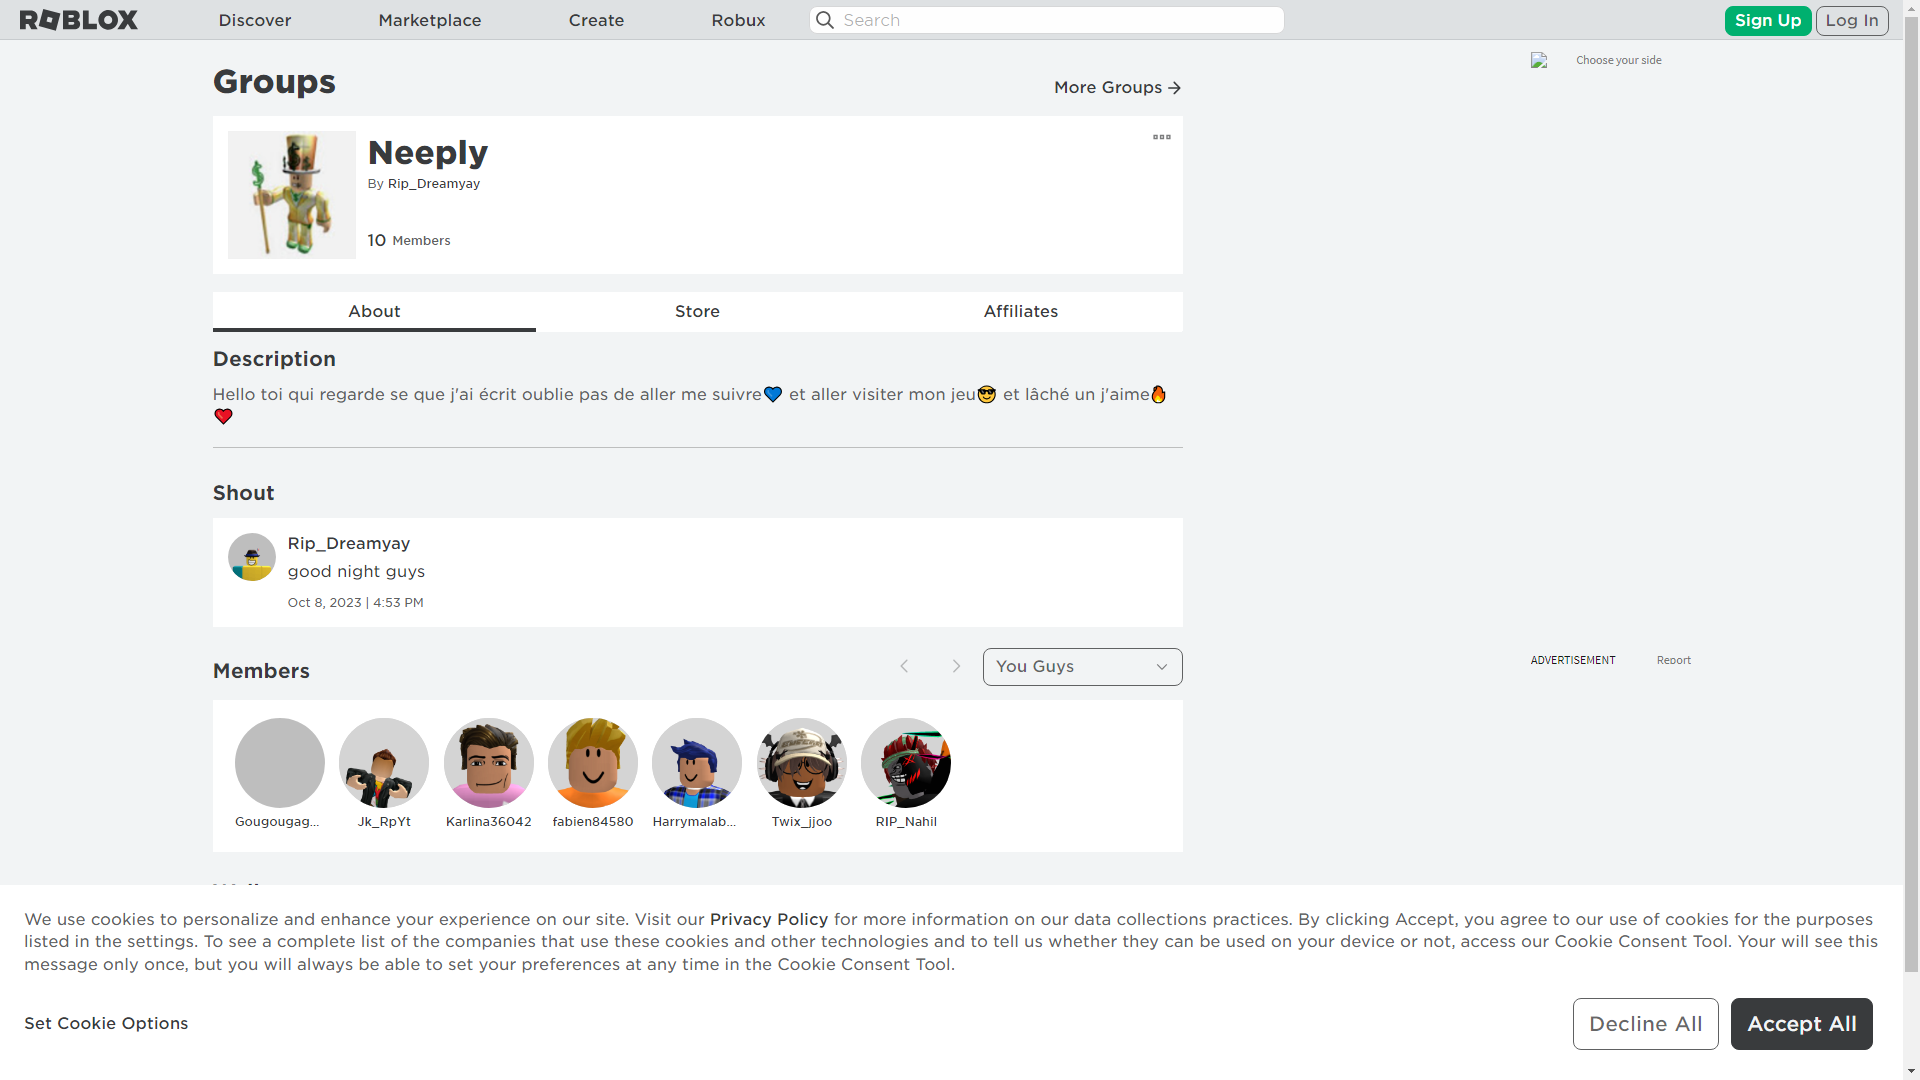 ROBLOX Discover Marketplace Create Robux Search Sign Up Log In
Groups
More Groups
Choose your side
Neeply
By Rip_Dreamyay
10 Members
About Store Affiliates
Description
Hello toi qui regarde se que j'ai écrit oublie pas de aller me suivre💙 et aller visiter mon jeu😎 et lâché un j'aime🔥
❤️
Shout
Rip_Dreamyay
good night guys
Oct 8, 2023 | 4:53 PM
Members
You Guys
ADVERTISEMENT Report
Gougougag... Jk_RpYt Karlina36042 fabien84580 Harrymalab... Twix_jjoo RIP_Nahil
We use cookies to personalize and enhance your experience on our site. Visit our Privacy Policy for more information on our data collections practices. By clicking Accept, you agree to our use of cookies for the purposes
listed in the settings. To see a complete list of the companies that use these cookies and other technologies and to tell us whether they can be used on your device or not, access our Cookie Consent Tool. Your will see this
message only once, but you will always be able to set your preferences at any time in the Cookie Consent Tool.
Set Cookie Options
Decline All
Accept All